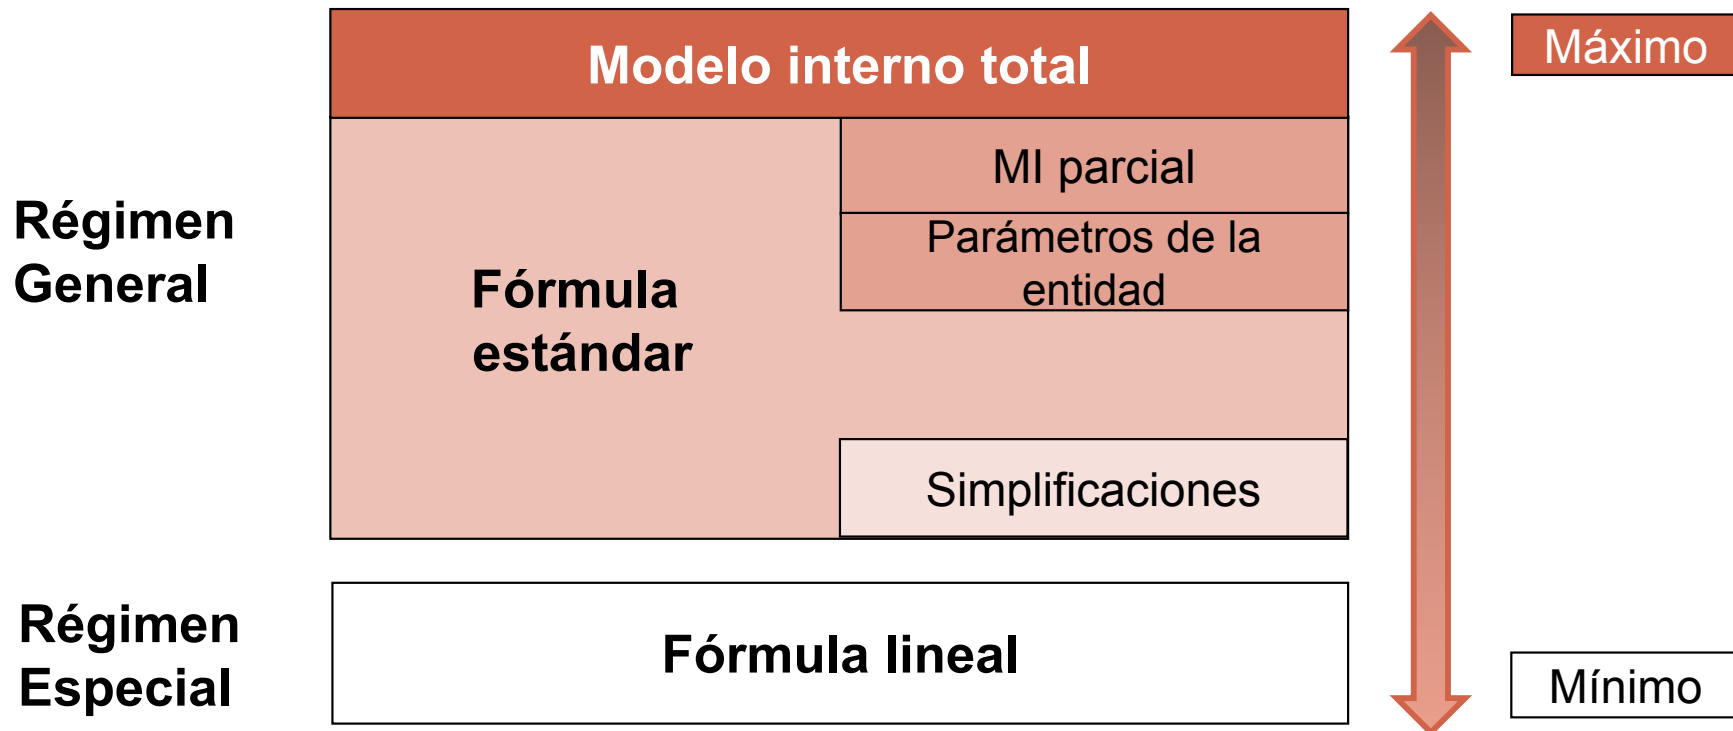 Modelo interno total
Máximo
MI parcial
Régimen
General
Parámetros de la
entidad
Fórmula
estándar
Simplificaciones
Régimen
Especial
Fórmula lineal
Mínimo